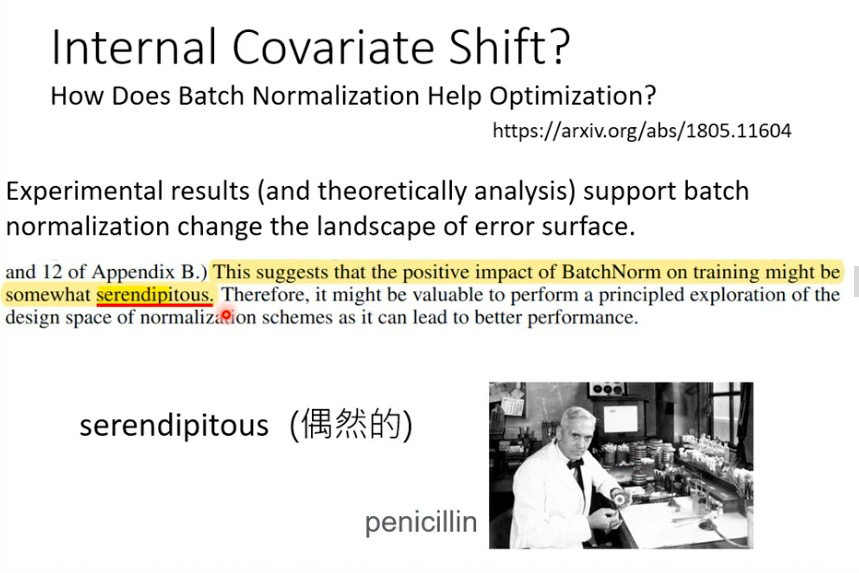 Internal Covariate Shift?
How Does Batch Normalization Help Optimization?
https://arxiv.org/abs/1805.11604
Experimental results (and theoretically analysis) support batch
normalization change the landscape of error surface.
and 12 of Appendix B.) This suggests that the positive impact of BatchNorm on training might be
somewhat serendipitous. Therefore, it might be valuable to perform a principled exploration of the
design space of normalization schemes as it can lead to better performance.
serendipitous (偶然的)
penicillin